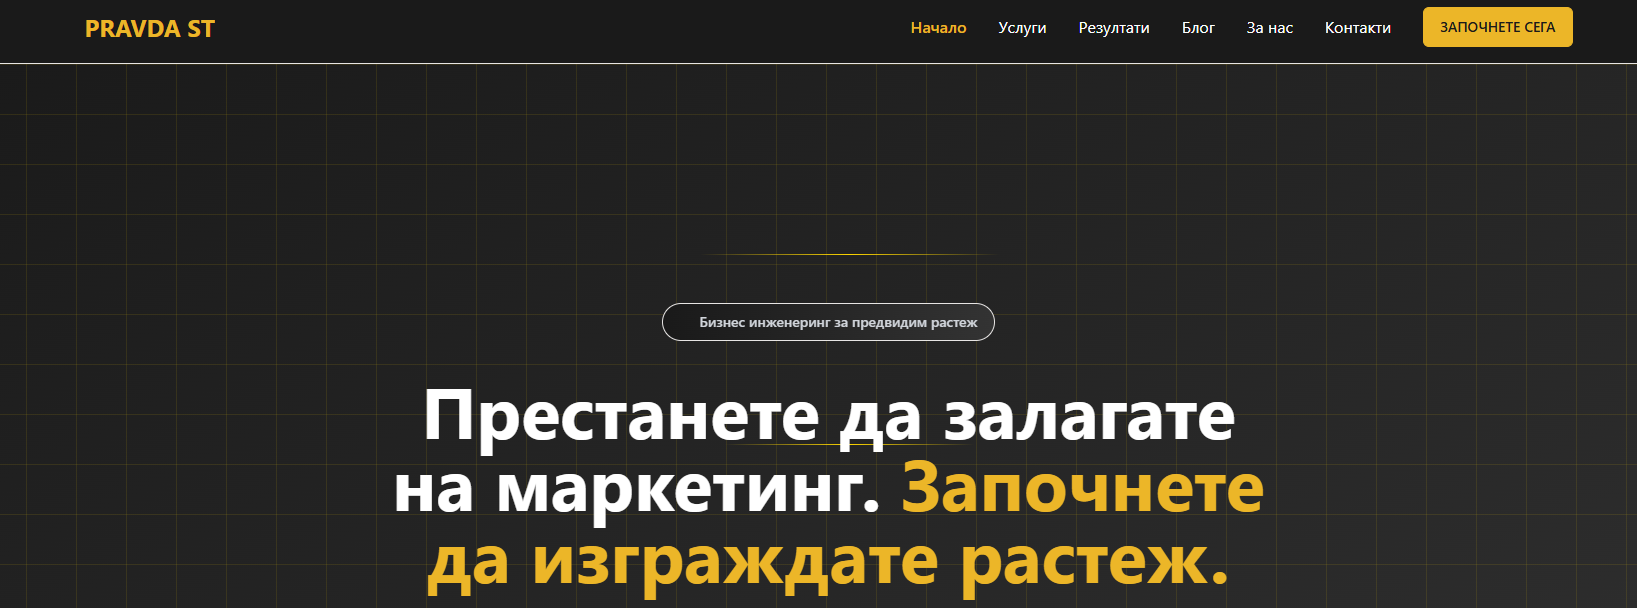 PRAVDA ST
Начало
Услуги
Резултати
Блог
За нас
Контакти
ЗАПОЧНЕТЕ СЕГА
Бизнес инженеринг за предвидим растеж
Престанете да залагате
на маркетинг. Започнете
да изграждате растеж.